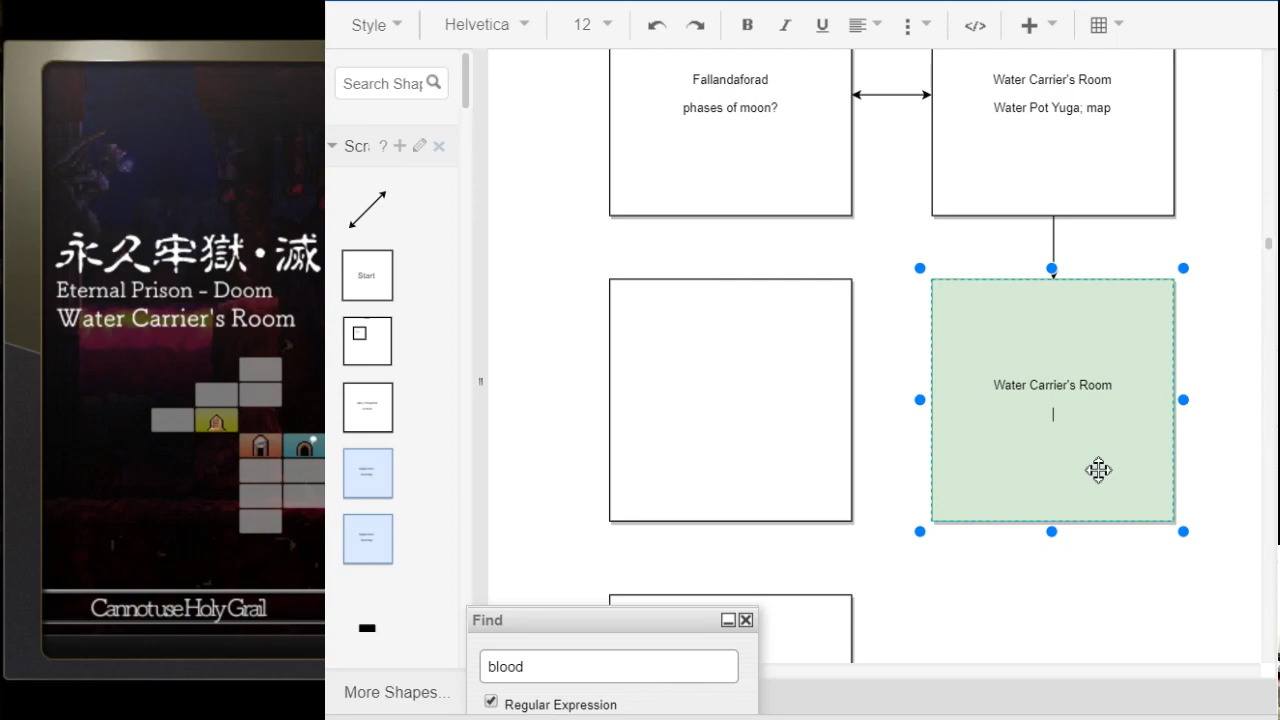 永久牢獄・滅
Eternal Prison - Doom
Water Carrier's Room
Cannot use Holy Grail
Style
Helvetica
12
B
I
U
</>
Search Shap
Scra
?
Start
More Shapes...
Fallandaforad
phases of moon?
Water Carrier's Room
Water Pot Yuga; map
Water Carrier's Room
Find
blood
Regular Expression